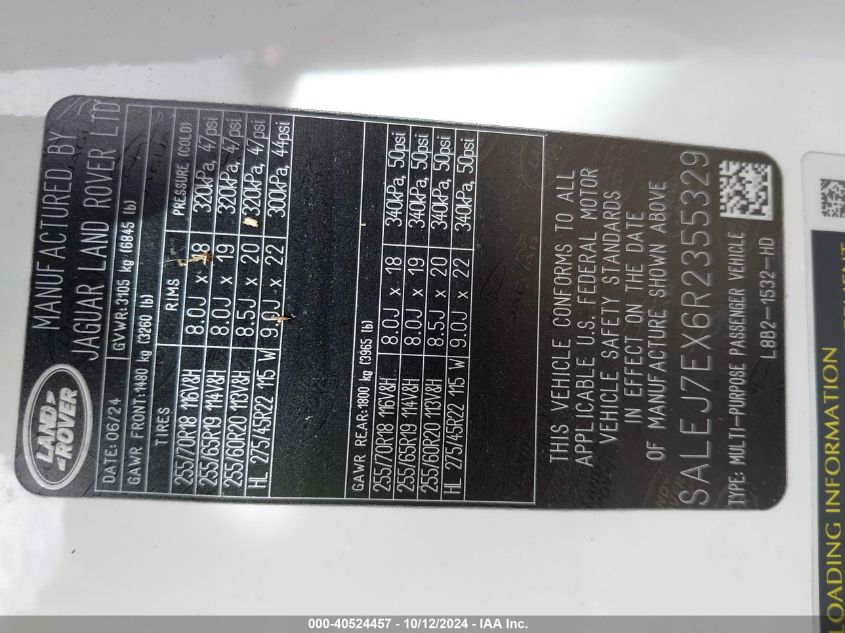 LAND ROVER
MANUFACTURED BY
JAGUAR LAND ROVER LTD
DATE:06/24 GVWR:3105 kg (6845 lb)
GAWR FRONT:1480 kg (3260 lb)
TIRES RIMS PRESSURE (COLD)
255/70R18 116V&H 8.0J x 18 320kPa, 47psi
255/65R19 114V&H 8.0J x 19 320kPa, 47psi
255/60R20 113V&H 8.5J x 20 320kPa, 47psi
HL 275/45R22 115 W 9.0J x 22 300kPa, 44psi
GAWR REAR:1800 kg (3965 lb)
255/70R18 116V&H 8.0J x 18 340kPa, 50psi
255/65R19 114V&H 8.0J x 19 340kPa, 50psi
255/60R20 113V&H 8.5J x 20 340kPa, 50psi
HL 275/45R22 115 W 9.0J x 22 340kPa, 50psi
THIS VEHICLE CONFORMS TO ALL
APPLICABLE U.S. FEDERAL MOTOR
VEHICLE SAFETY STANDARDS
IN EFFECT ON THE DATE
OF MANUFACTURE SHOWN ABOVE
SALEJ7EX6R2355329
TYPE: MULTI-PURPOSE PASSENGER VEHICLE
L8B2-1532-HD
LOADING INFORMATION
000-40524457 - 10/12/2024 - IAA Inc.